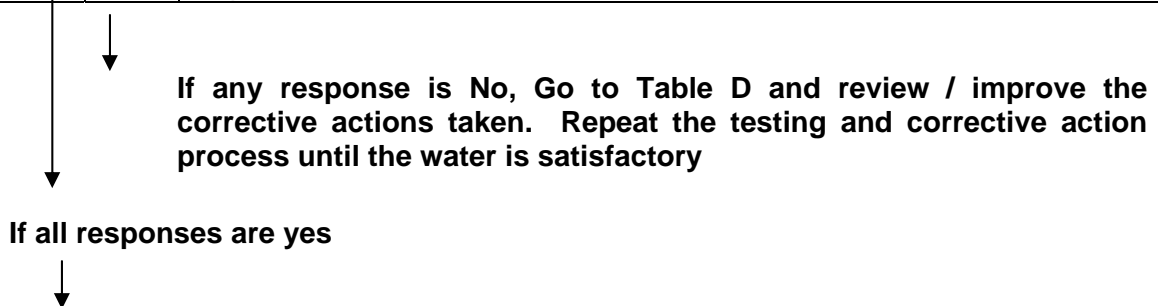 If any response is No, Go to Table D and review / improve the
corrective actions taken. Repeat the testing and corrective action
process until the water is satisfactory
If all responses are yes